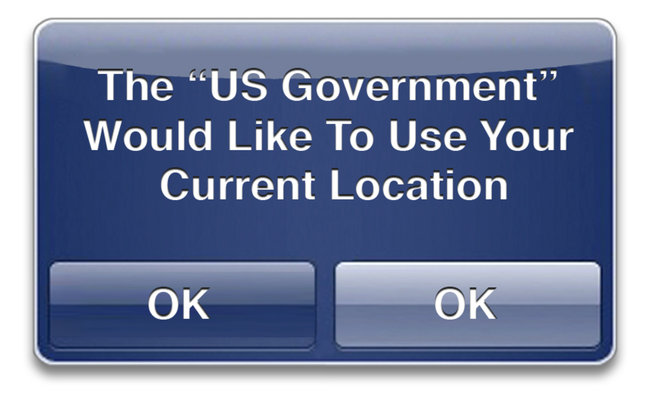 The “US Government”
Would Like To Use Your
Current Location
OK
OK